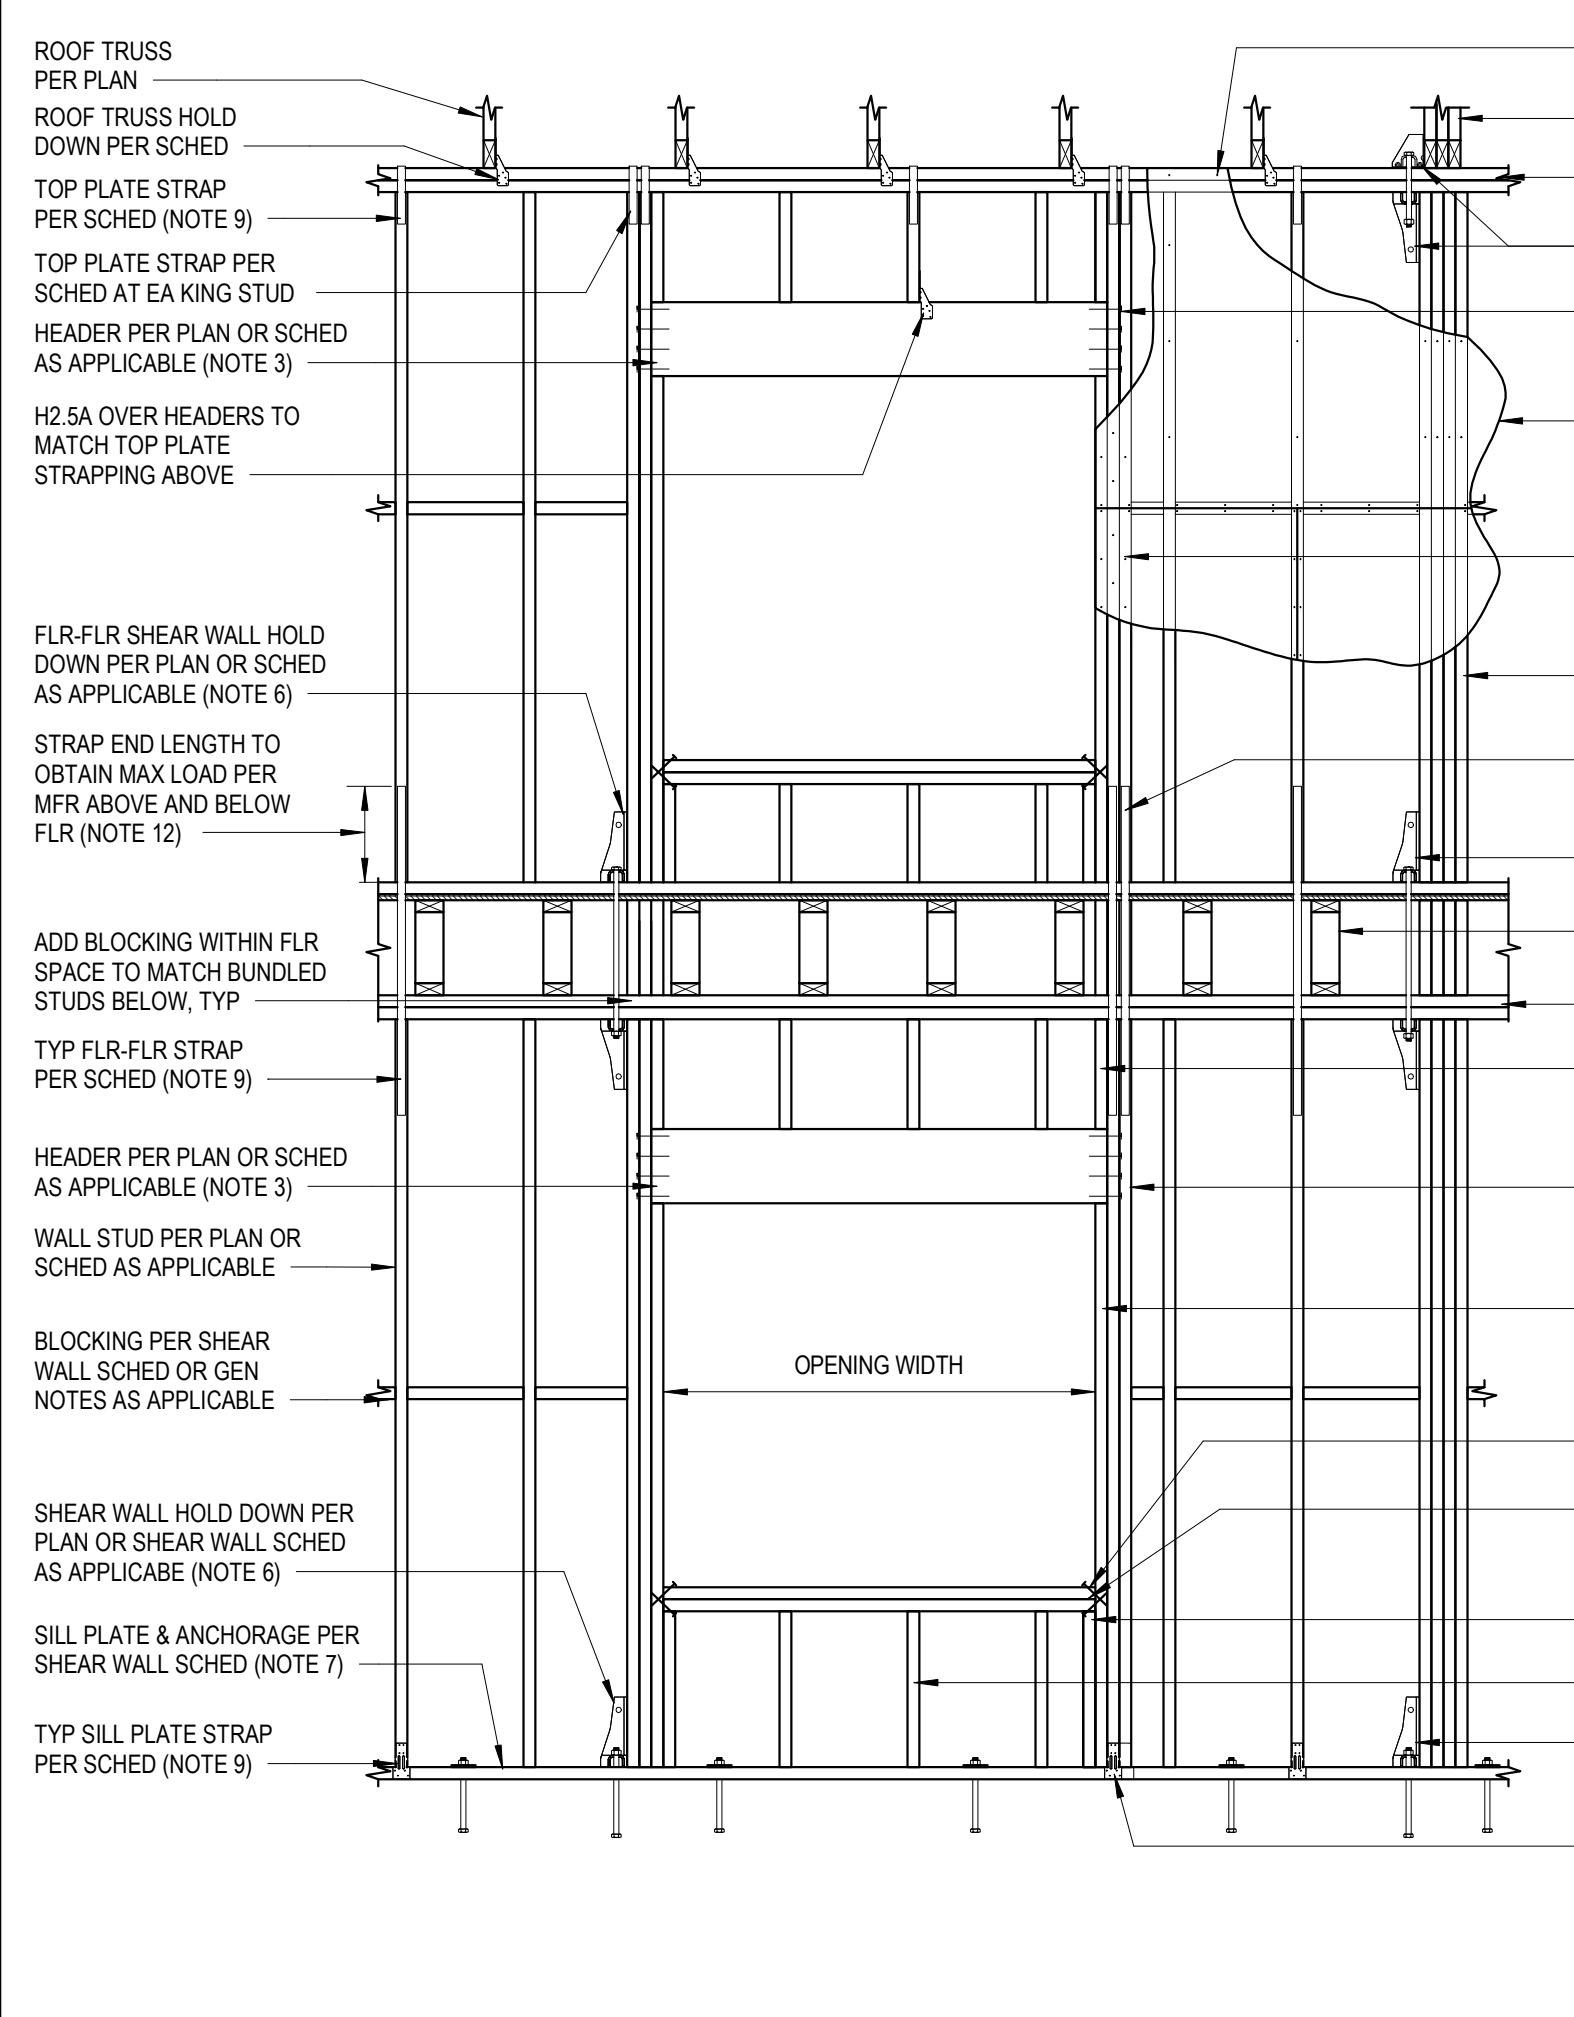 ROOF TRUSS
PER PLAN
ROOF TRUSS HOLD
DOWN PER SCHED
TOP PLATE STRAP
PER SCHED (NOTE 9)
TOP PLATE STRAP PER
SCHED AT EA KING STUD
HEADER PER PLAN OR SCHED
AS APPLICABLE (NOTE 3)
H2.5A OVER HEADERS TO
MATCH TOP PLATE
STRAPPING ABOVE
FLR-FLR SHEAR WALL HOLD
DOWN PER PLAN OR SCHED
AS APPLICABLE (NOTE 6)
STRAP END LENGTH TO
OBTAIN MAX LOAD PER
MFR ABOVE AND BELOW
FLR (NOTE 12)
ADD BLOCKING WITHIN FLR
SPACE TO MATCH BUNDLED
STUDS BELOW, TYP
TYP FLR-FLR STRAP
PER SCHED (NOTE 9)
HEADER PER PLAN OR SCHED
AS APPLICABLE (NOTE 3)
WALL STUD PER PLAN OR
SCHED AS APPLICABLE
BLOCKING PER SHEAR
WALL SCHED OR GEN
NOTES AS APPLICABLE
OPENING WIDTH
SHEAR WALL HOLD DOWN PER
PLAN OR SHEAR WALL SCHED
AS APPLICABE (NOTE 6)
SILL PLATE & ANCHORAGE PER
SHEAR WALL SCHED (NOTE 7)
TYP SILL PLATE STRAP
PER SCHED (NOTE 9)